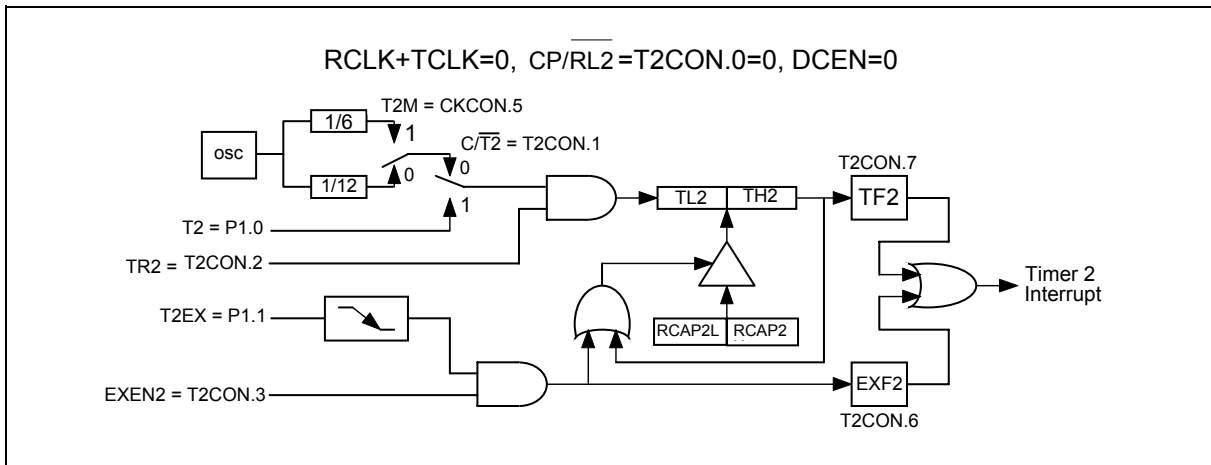 RCLK+TCLK=0, CP/RL2=T2CON.0=0, DCEN=0
T2M = CKCON.5
1/6
1
osc
C/T2 = T2CON.1
0
0
1/12
1
T2CON.7
TL2
TH2
TF2
T2 = P1.0
TR2 = T2CON.2
Timer 2
Interrupt
T2EX = P1.1
RCAP2L
RCAP2
EXEN2 = T2CON.3
EXF2
T2CON.6